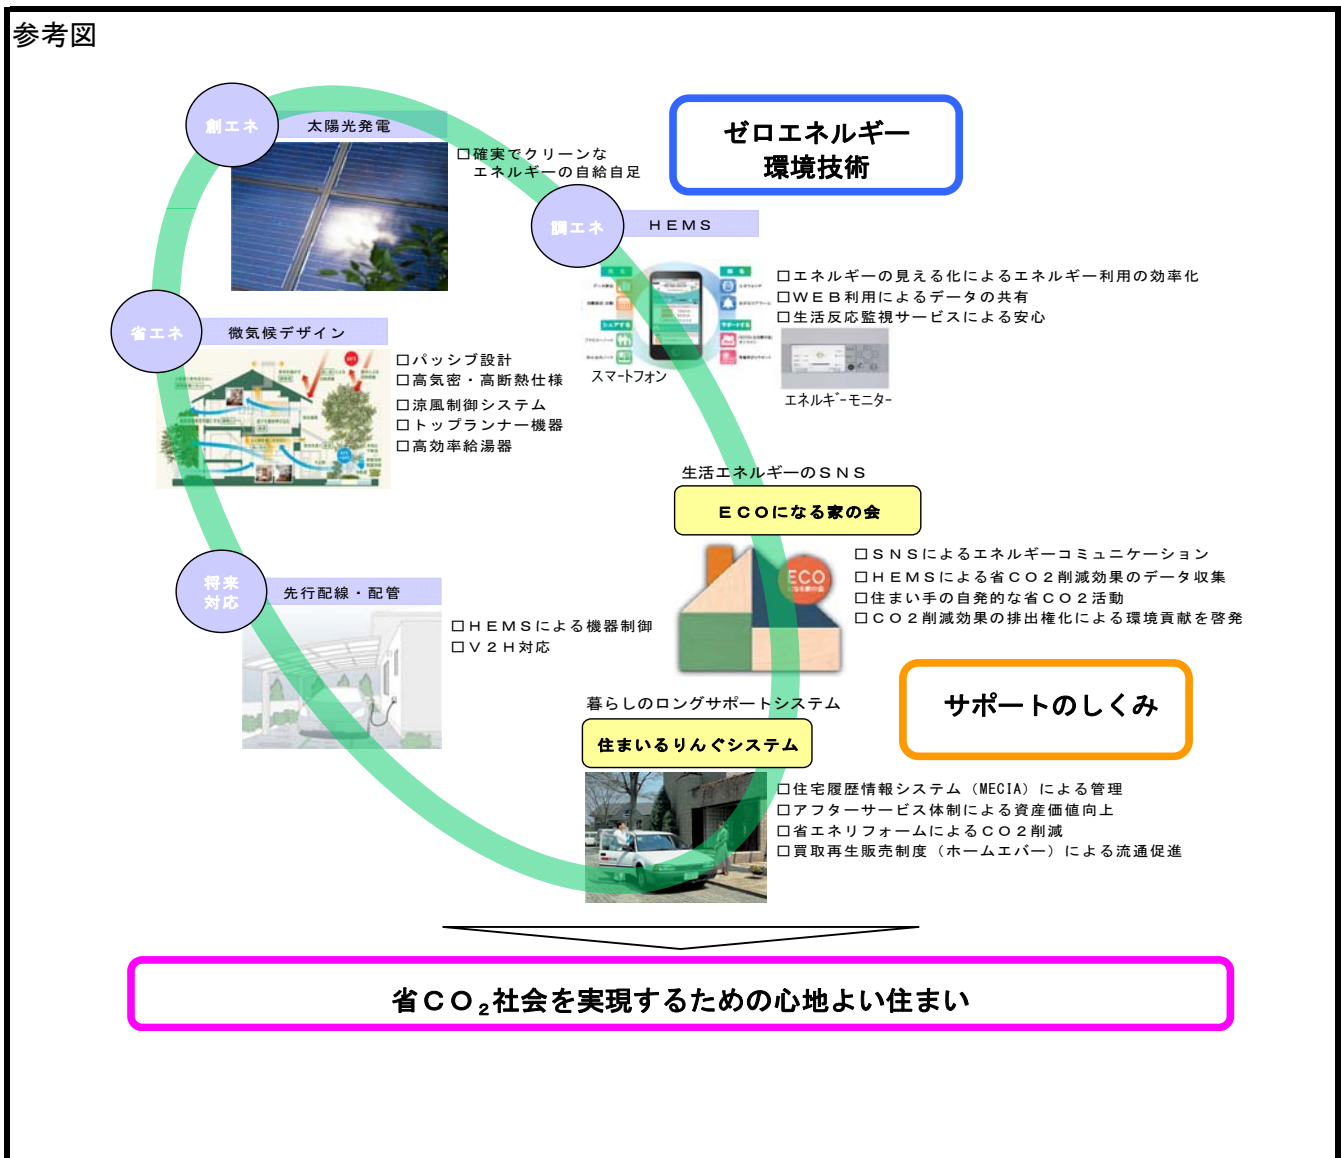 参考図
創エネ
太陽光発電
□確実でクリーンな
エネルギーの自給自足
ゼロエネルギー
環境技術
調エネ
ＨＥＭＳ
□エネルギーの見える化によるエネルギー利用の効率化
□ＷＥＢ利用によるデータの共有
□生活反応監視サービスによる安心
シェアする
サポートする
スマートフォン
エネルギーモニター
省エネ
微気候デザイン
□パッシブ設計
□高気密・高断熱仕様
□涼風制御システム
□トップランナー機器
□高効率給湯器
生活エネルギーのＳＮＳ
ＥＣＯになる家の会
ECO
になる家の会
□ＳＮＳによるエネルギーコミュニケーション
□ＨＥＭＳによる省ＣＯ２削減効果のデータ収集
□住まい手の自発的な省ＣＯ２活動
□ＣＯ２削減効果の排出権化による環境貢献を啓発
将来
対応
先行配線・配管
□ＨＥＭＳによる機器制御
□Ｖ２Ｈ対応
サポートのしくみ
暮らしのロングサポートシステム
住まいるりんぐシステム
□住宅履歴情報システム（MECIA）による管理
□アフターサービス体制による資産価値向上
□省エネリフォームによるＣＯ２削減
□買取再生販売制度（ホームエバー）による流通促進
省ＣＯ₂社会を実現するための心地よい住まい